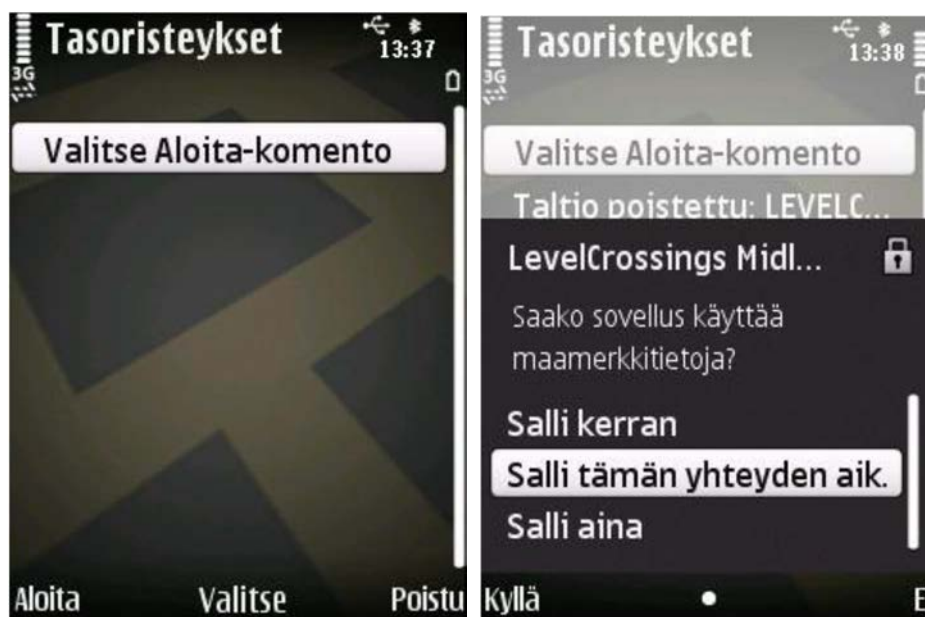 Tasoristeykset
13:37
3G
Valitse Aloita-komento
Aloita Valitse Poistu
Tasoristeykset
13:38
3G
Valitse Aloita-komento
Taltio poistettu: LEVELC...
LevelCrossings Midl...
Saako sovellus käyttää
maamerkkitietoja?
Salli kerran
Salli tämän yhteyden aik.
Salli aina
Kyllä